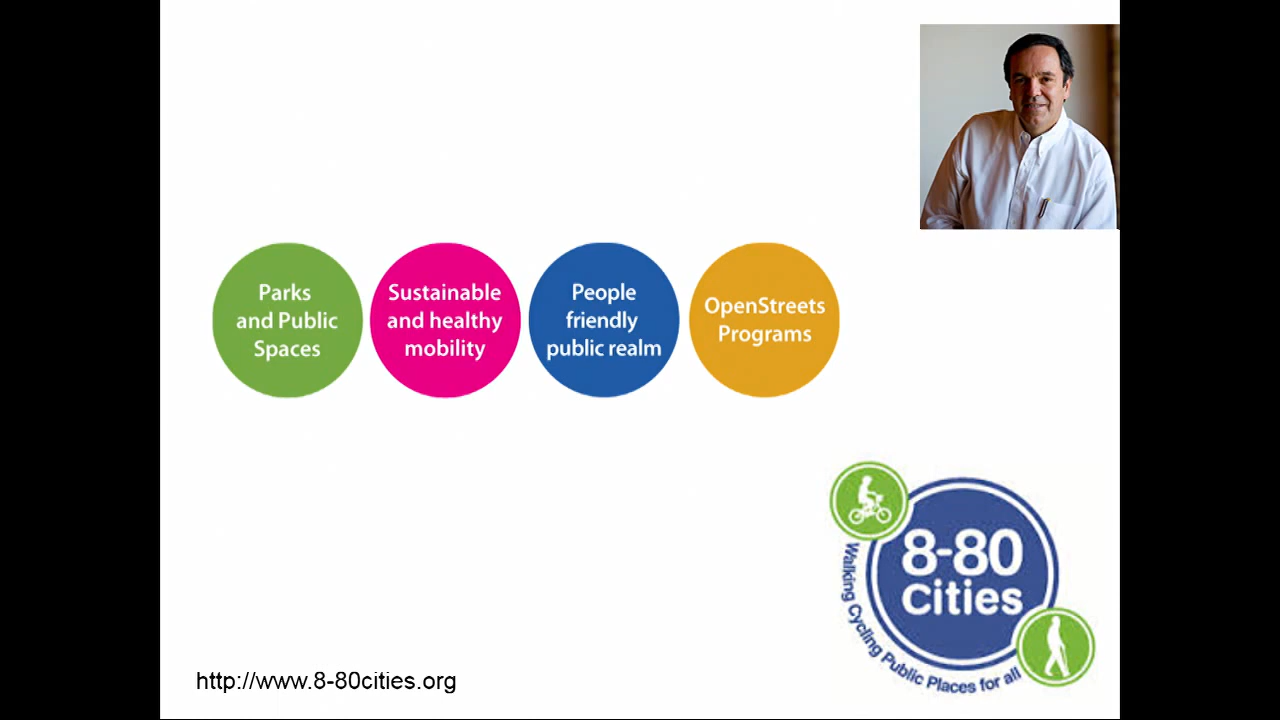 Parks
and Public
Spaces
Sustainable
and healthy
mobility
People
friendly
public realm
OpenStreets
Programs
8-80
Cities
Walking Cycling Public Places for all
http://www.8-80cities.org